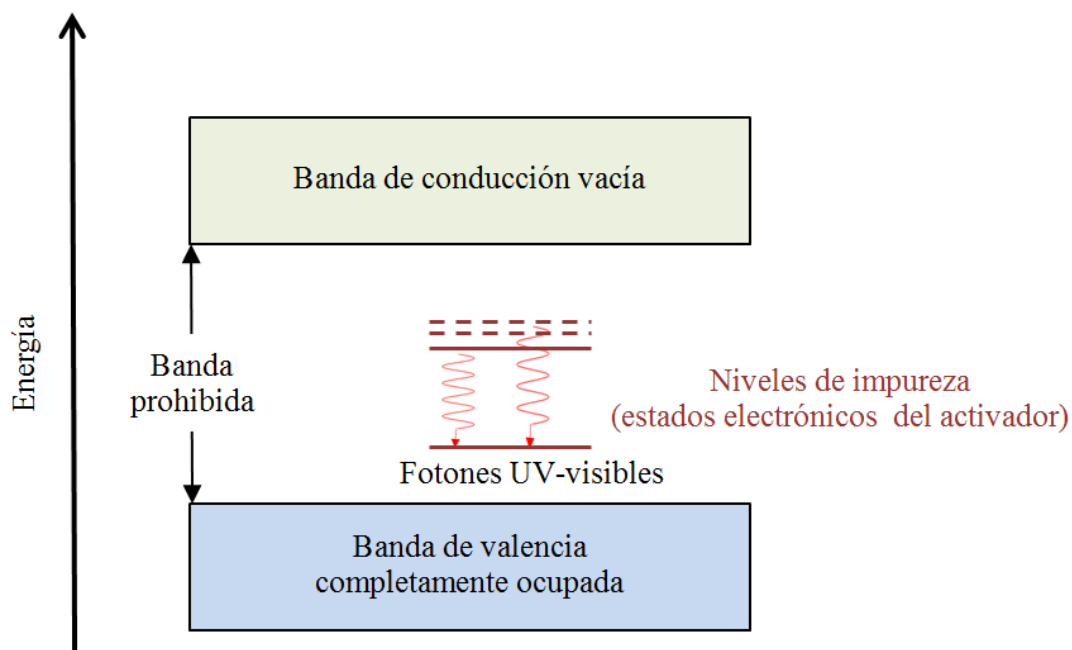 Energía
Banda de conducción vacía
Banda
prohibida
Niveles de impureza
(estados electrónicos del activador)
Fotones UV-visibles
Banda de valencia
completamente ocupada